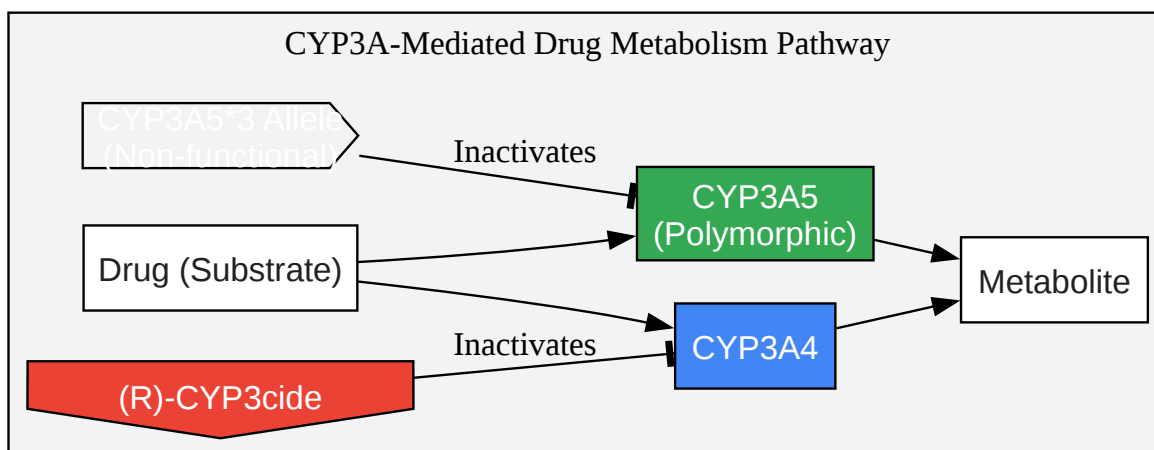 CYP3A-Mediated Drug Metabolism Pathway
CYP3A5*3 Allele
(Non-functional)
Inactivates
CYP3A5
(Polymorphic)
Drug (Substrate)
Metabolite
Inactivates
CYP3A4
(R)-CYP3cide